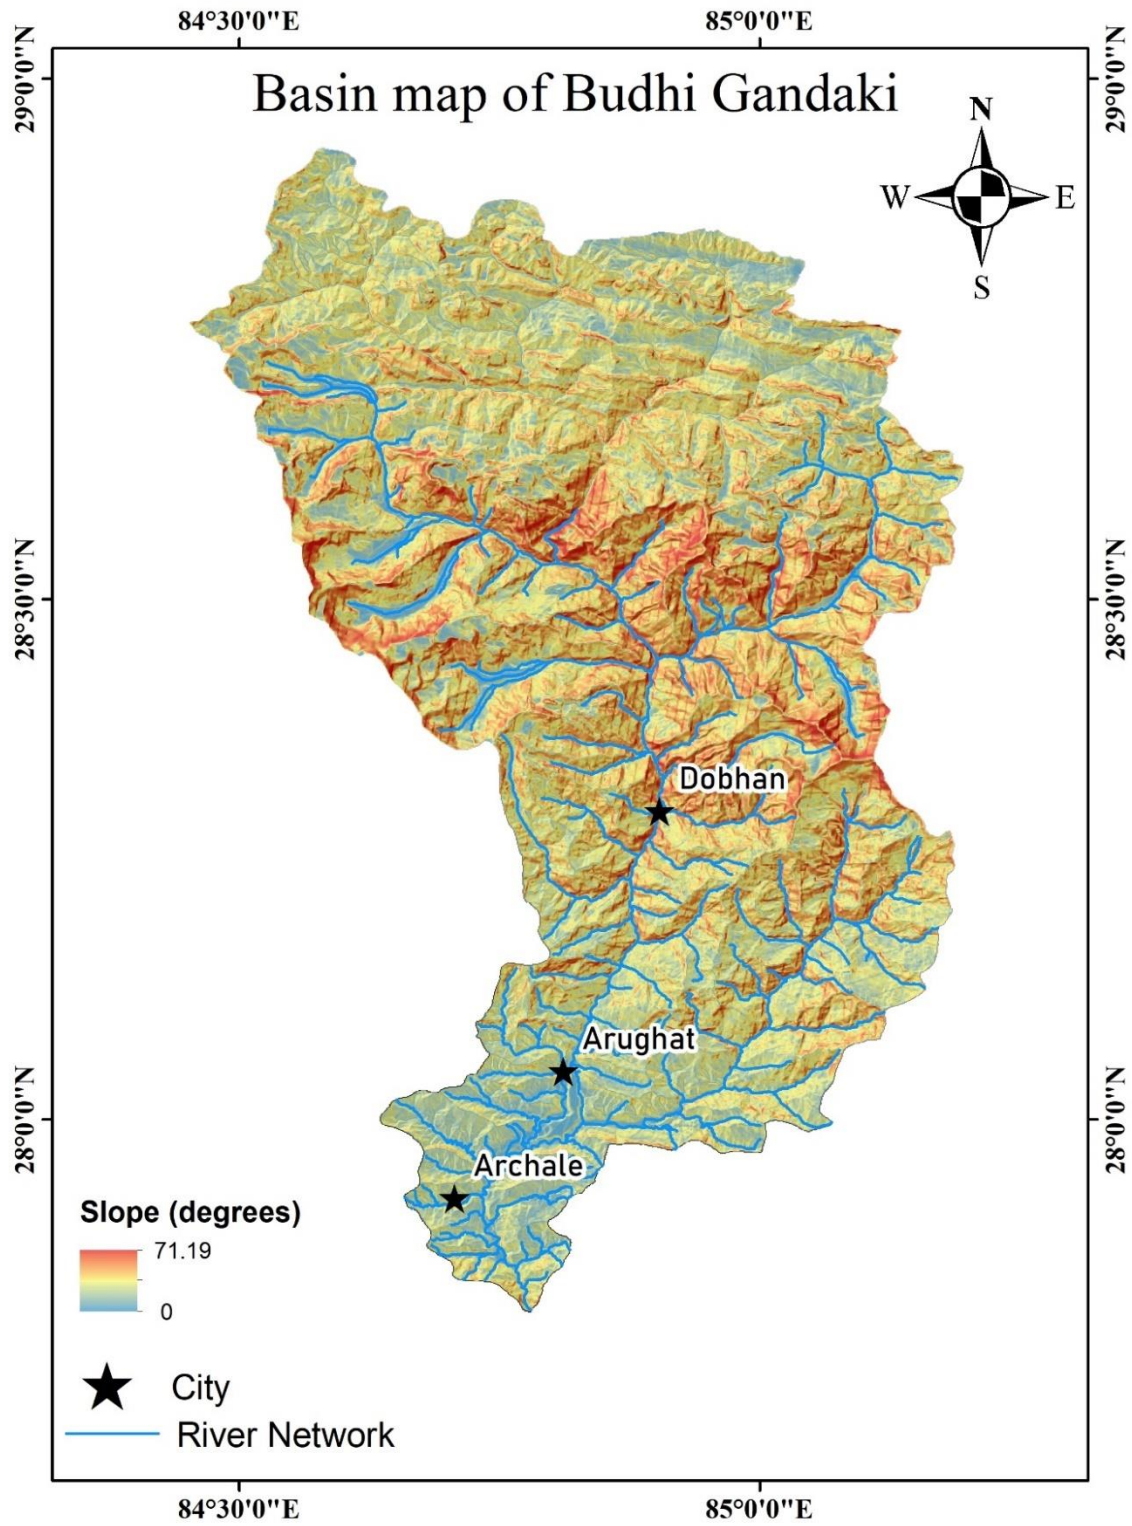 84°30'0"E 85°0'0"E
29°0'0"N 29°0'0"N
Basin map of Budhi Gandaki
N
W E
S
28°30'0"N 28°30'0"N
Dobhan
Arughat
28°0'0"N 28°0'0"N
Archale
Slope (degrees)
71.19
0
City
River Network
84°30'0"E 85°0'0"E